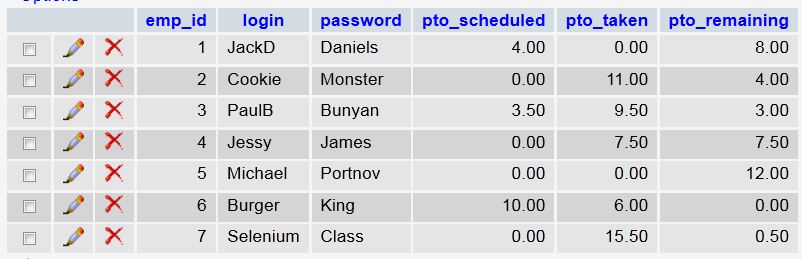 Options
emp_id login password pto_scheduled pto_taken pto_remaining
1 JackD Daniels 4.00 0.00 8.00
2 Cookie Monster 0.00 11.00 4.00
3 PaulB Bunyan 3.50 9.50 3.00
4 Jessy James 0.00 7.50 7.50
5 Michael Portnov 0.00 0.00 12.00
6 Burger King 10.00 6.00 0.00
7 Selenium Class 0.00 15.50 0.50